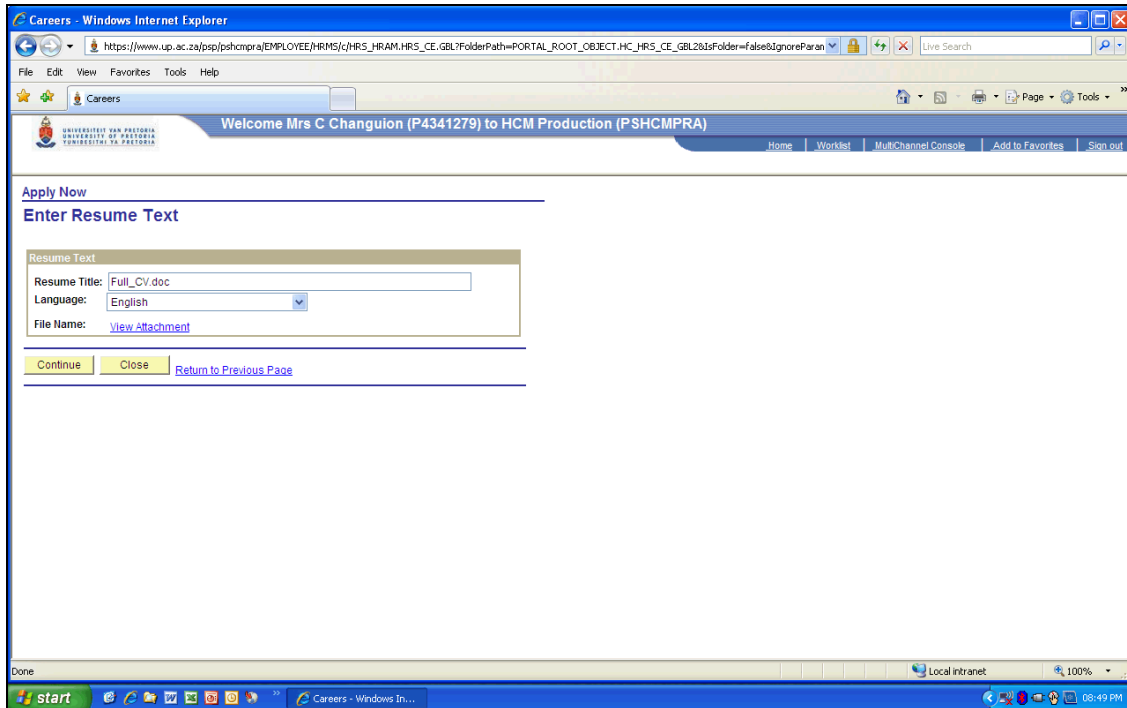 Careers - Windows Internet Explorer
https://www.up.ac.za/psp/pshcmpra/EMPLOYEE/HRMS/c/HRS_HRAM.HRS_CE.GBL?FolderPath=PORTAL_ROOT_OBJECT.HC_HRS_CE_GBL2&IsFolder=false&IgnoreParan
Live Search
File Edit View Favorites Tools Help
Careers
Page Tools »
UNIVERSITEIT VAN PRETORIA
UNIVERSITY OF PRETORIA
YUNIBESITHI YA PRETORIA
Welcome Mrs C Changuion (P4341279) to HCM Production (PSHCMPRA)
Home | Worklist | MultiChannel Console | Add to Favorites | Sign out
Apply Now
Enter Resume Text
Resume Text
Resume Title: Full_CV.doc
Language: English
File Name: View Attachment
Continue Close Return to Previous Page
Done
Local intranet
100%
start
Careers - Windows In...
08:49 PM